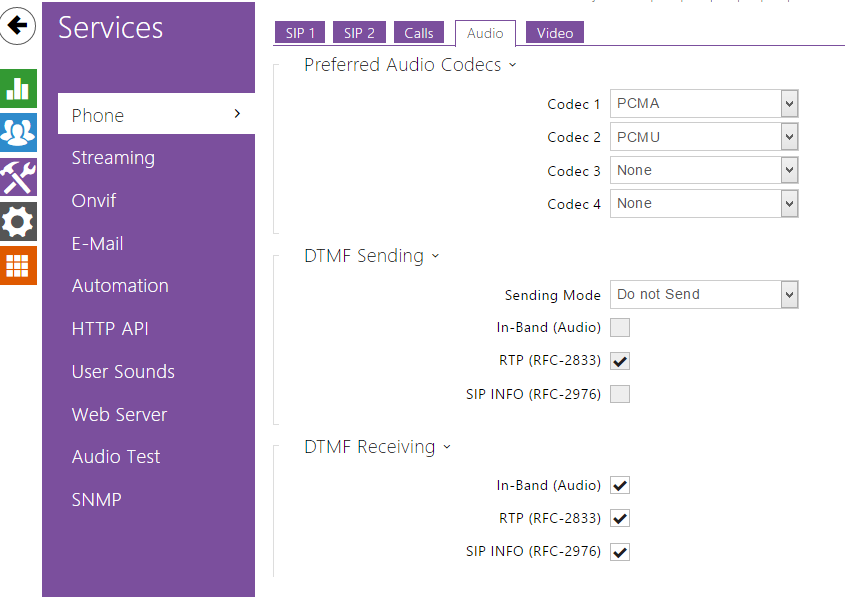 Services
Phone
Streaming
Onvif
E-Mail
Automation
HTTP API
User Sounds
Web Server
Audio Test
SNMP
SIP 1 SIP 2 Calls Audio Video
Preferred Audio Codecs
Codec 1 PCMA
Codec 2 PCMU
Codec 3 None
Codec 4 None
DTMF Sending
Sending Mode Do not Send
In-Band (Audio)
RTP (RFC-2833)
SIP INFO (RFC-2976)
DTMF Receiving
In-Band (Audio)
RTP (RFC-2833)
SIP INFO (RFC-2976)